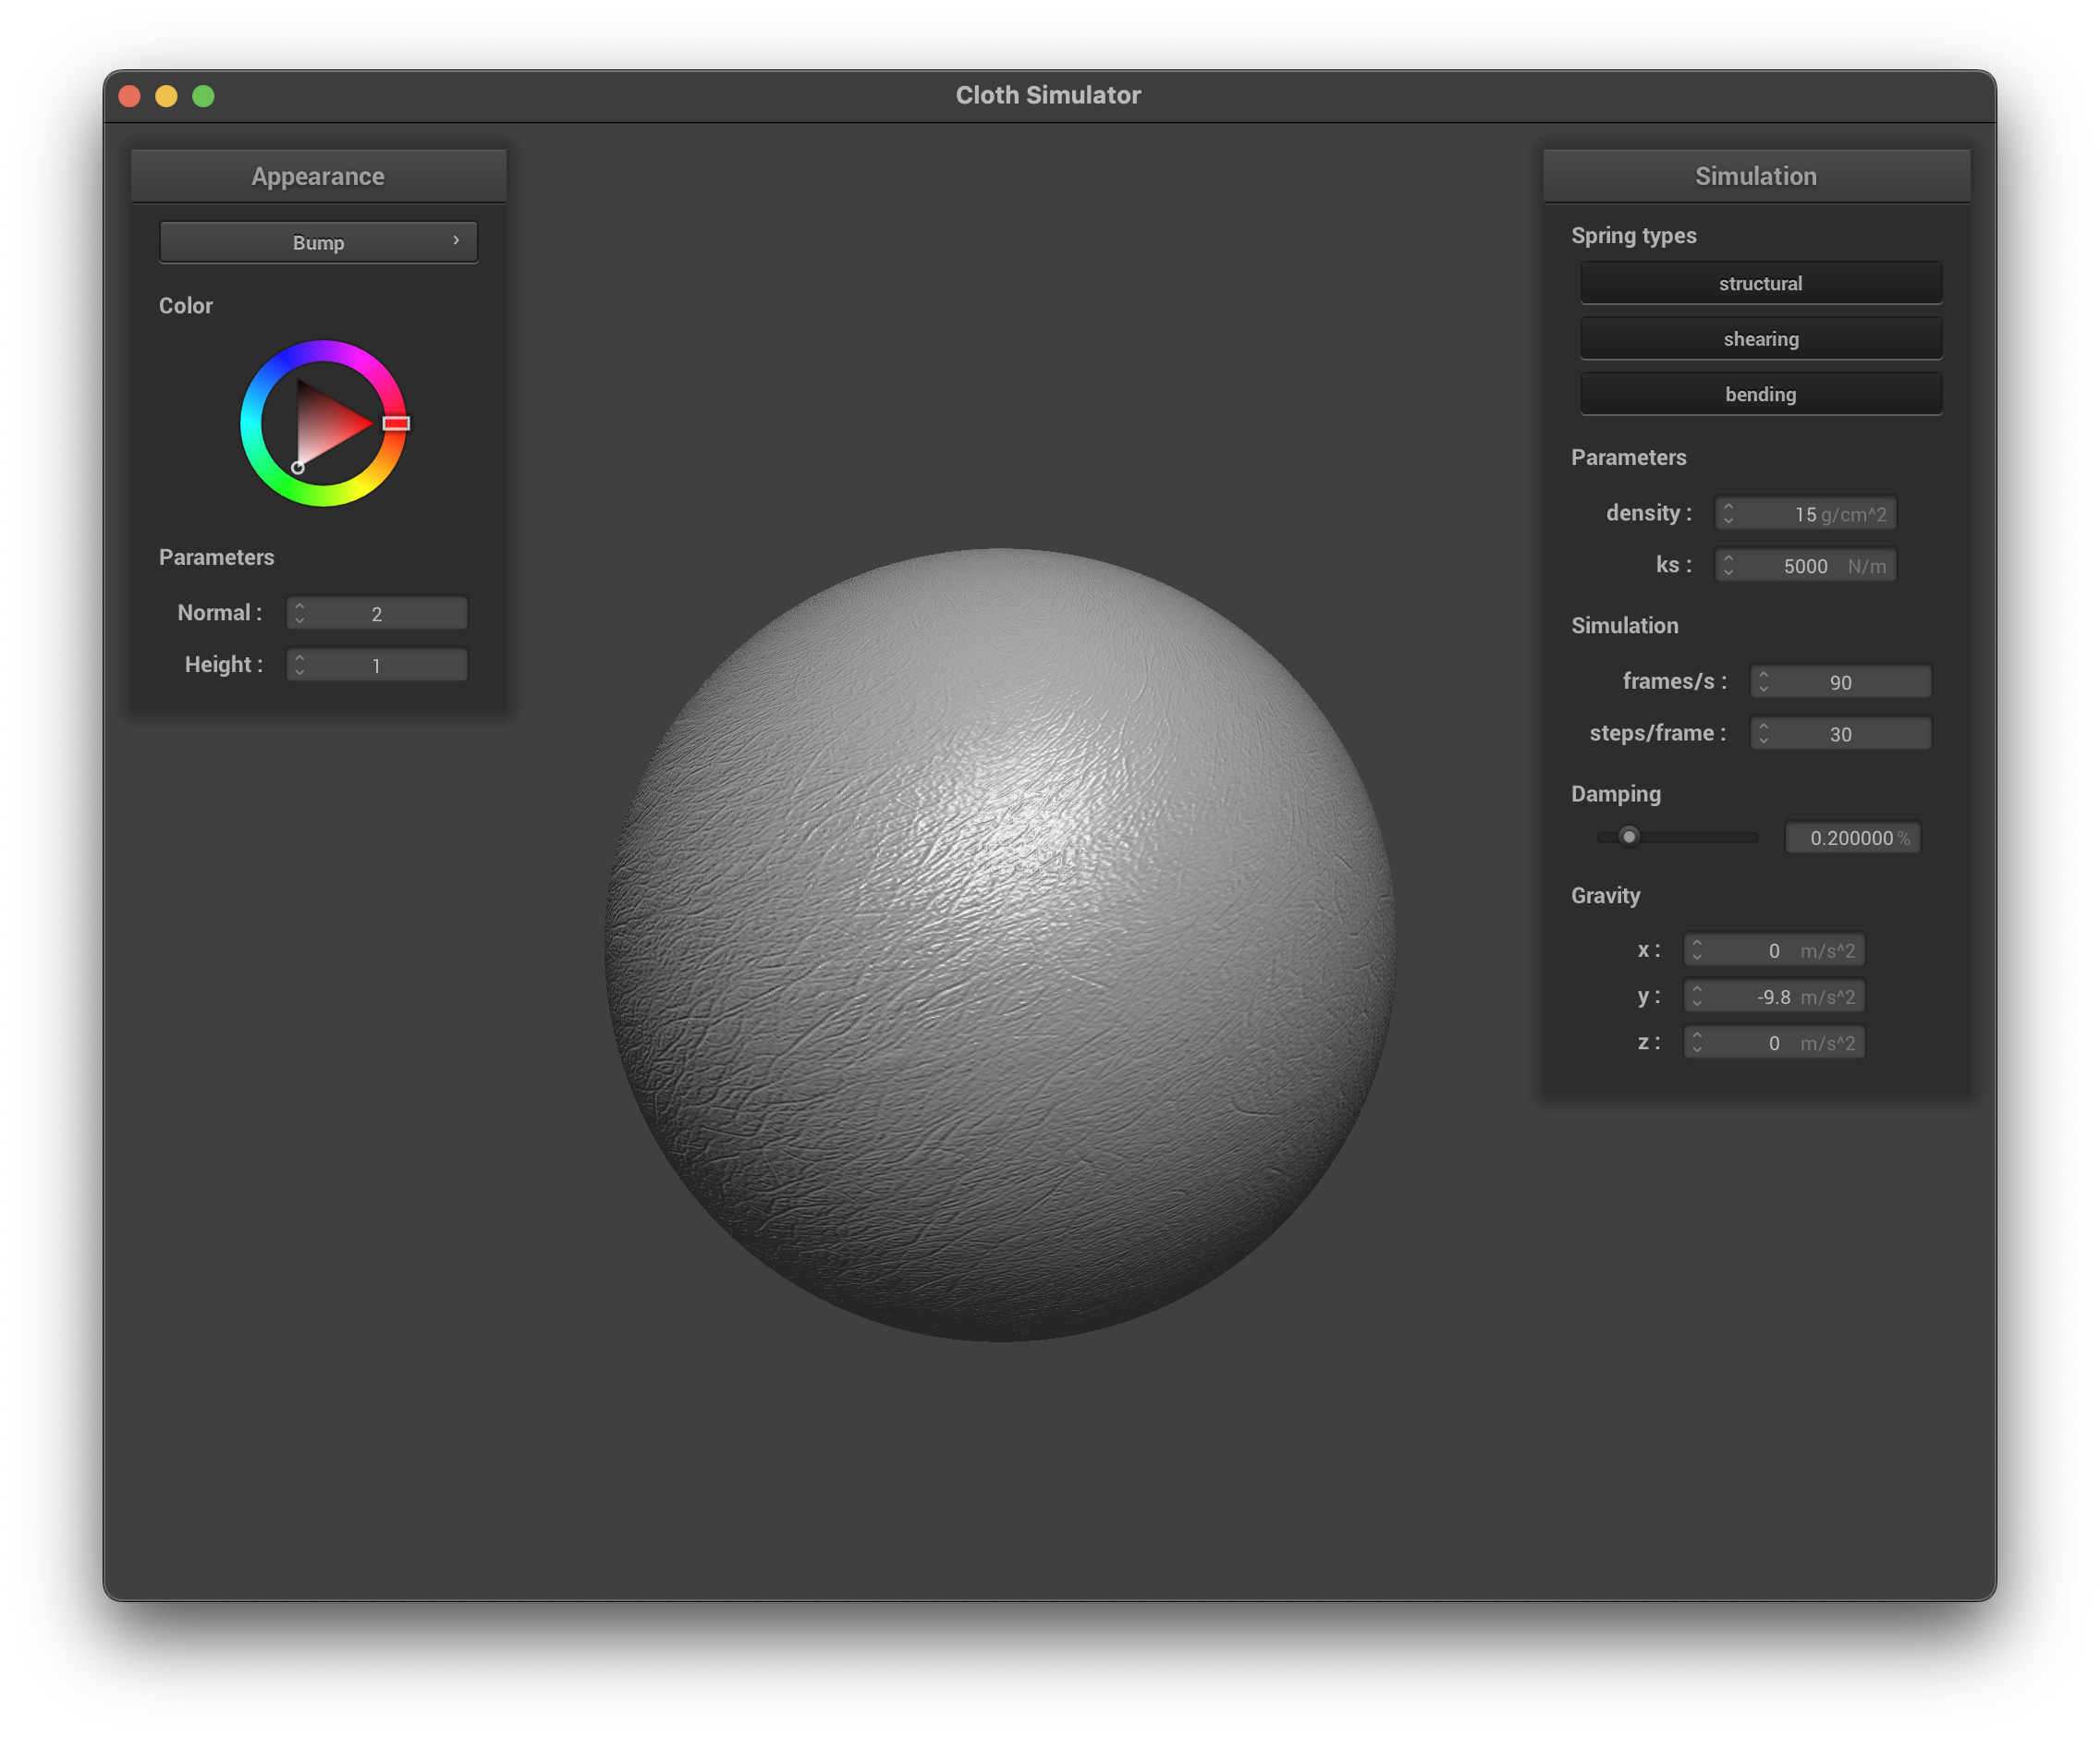 Cloth Simulator
Appearance
Bump
Color
Parameters
Normal : 2
Height : 1
Simulation
Spring types
structural
shearing
bending
Parameters
density : 15 g/cm^2
ks : 5000 N/m
Simulation
frames/s : 90
steps/frame : 30
Damping
0.200000 %
Gravity
x : 0 m/s^2
y : -9.8 m/s^2
z : 0 m/s^2